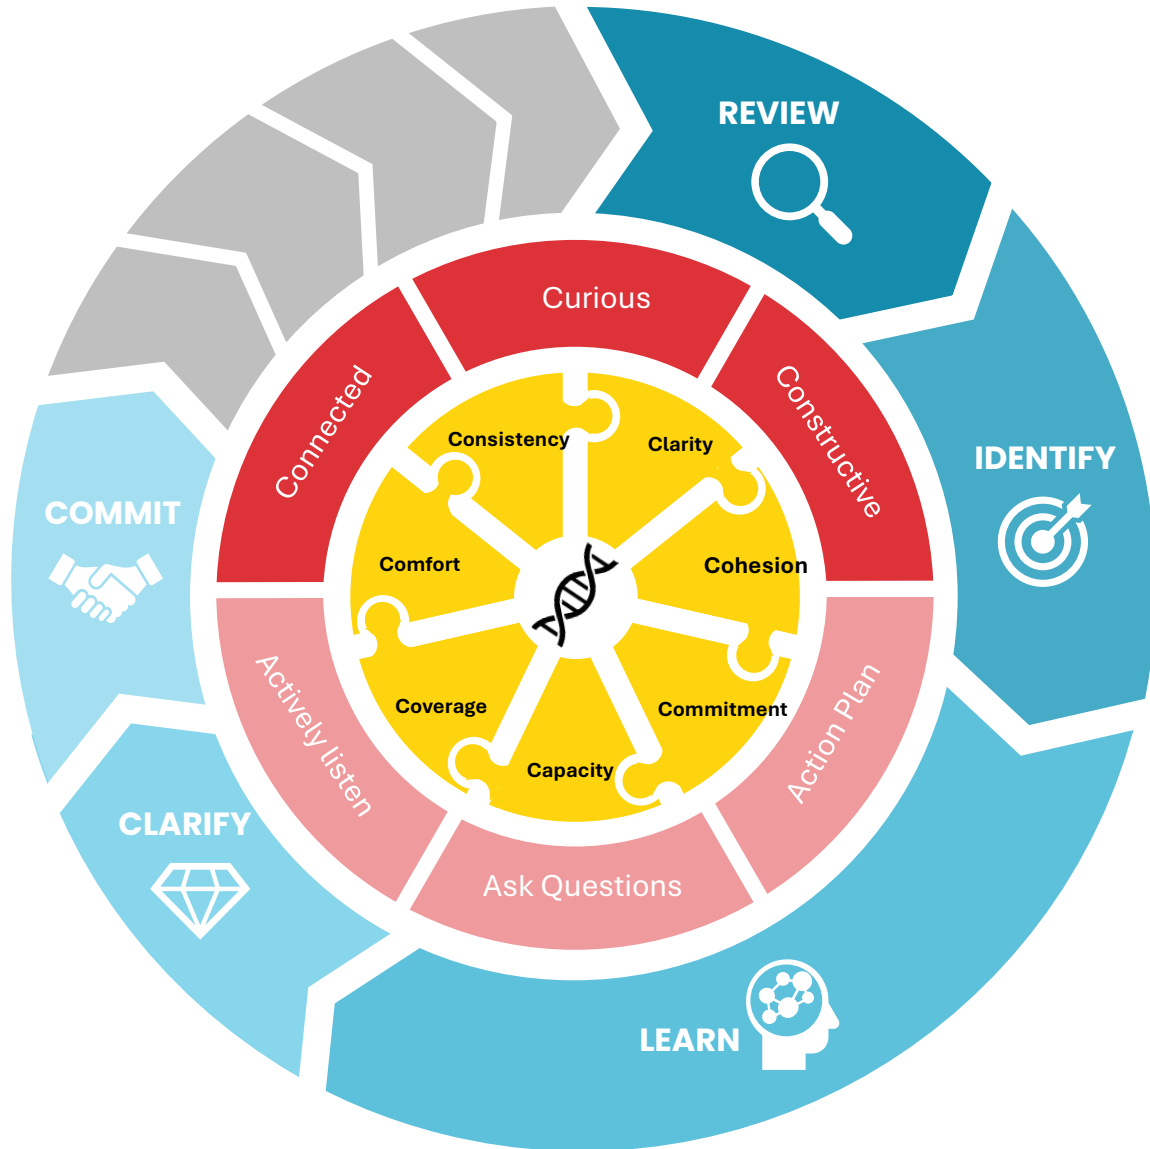 REVIEW
IDENTIFY
LEARN
CLARIFY
COMMIT
Curious
Constructive
Action Plan
Ask Questions
Actively listen
Connected
Consistency
Clarity
Cohesion
Commitment
Capacity
Coverage
Comfort